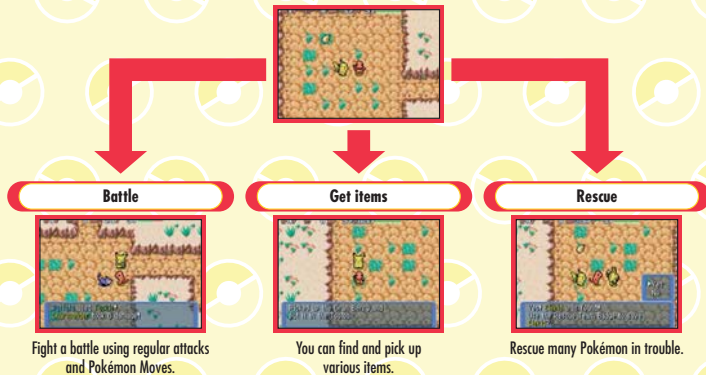 Battle
Get items
Rescue
Fight a battle using regular attacks
and Pokémon Moves.
You can find and pick up
various items.
Rescue many Pokémon in trouble.